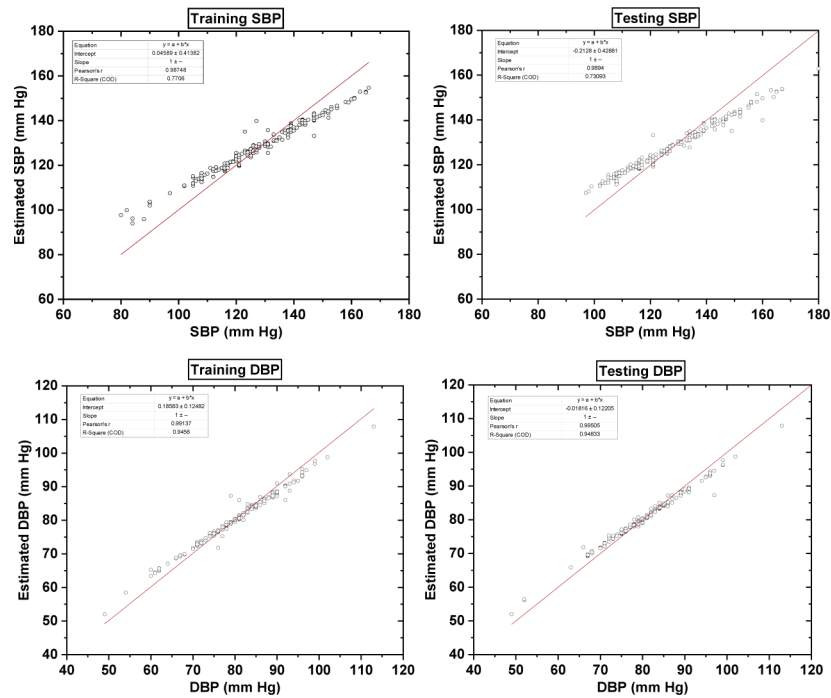 Training SBP
Estimated SBP (mm Hg)
180
160
140
120
100
80
60
Equation y = a + b*x
Intercept 0.04589 ± 0.41382
Slope 1 ± --
Pearson's r 0.98748
R-Square (COD) 0.7706
60 80 100 120 140 160 180
SBP (mm Hg)
Testing SBP
Estimated SBP (mm Hg)
180
160
140
120
100
80
60
Equation y = a + b*x
Intercept -0.2128 ± 0.42881
Slope 1 ± --
Pearson's r 0.9894
R-Square (COD) 0.73093
60 80 100 120 140 160 180
SBP (mm Hg)
Training DBP
Estimated DBP (mm Hg)
120
110
100
90
80
70
60
50
40
Equation y = a + b*x
Intercept 0.18583 ± 0.12482
Slope 1 ± --
Pearson's r 0.99137
R-Square (COD) 0.9456
40 50 60 70 80 90 100 110 120
DBP (mm Hg)
Testing DBP
Estimated DBP (mm Hg)
120
110
100
90
80
70
60
50
40
Equation y = a + b*x
Intercept -0.01816 ± 0.12205
Slope 1 ± --
Pearson's r 0.99505
R-Square (COD) 0.94833
40 50 60 70 80 90 100 110 120
DBP (mm Hg)